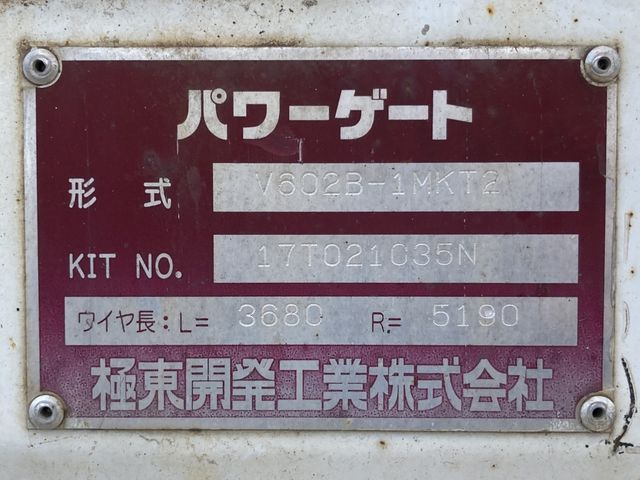 パワーゲート
形式 V602B-1MKT2
KIT NO. 17T021035N
ワイヤ長：L= 3680 R= 5190
極東開発工業株式会社